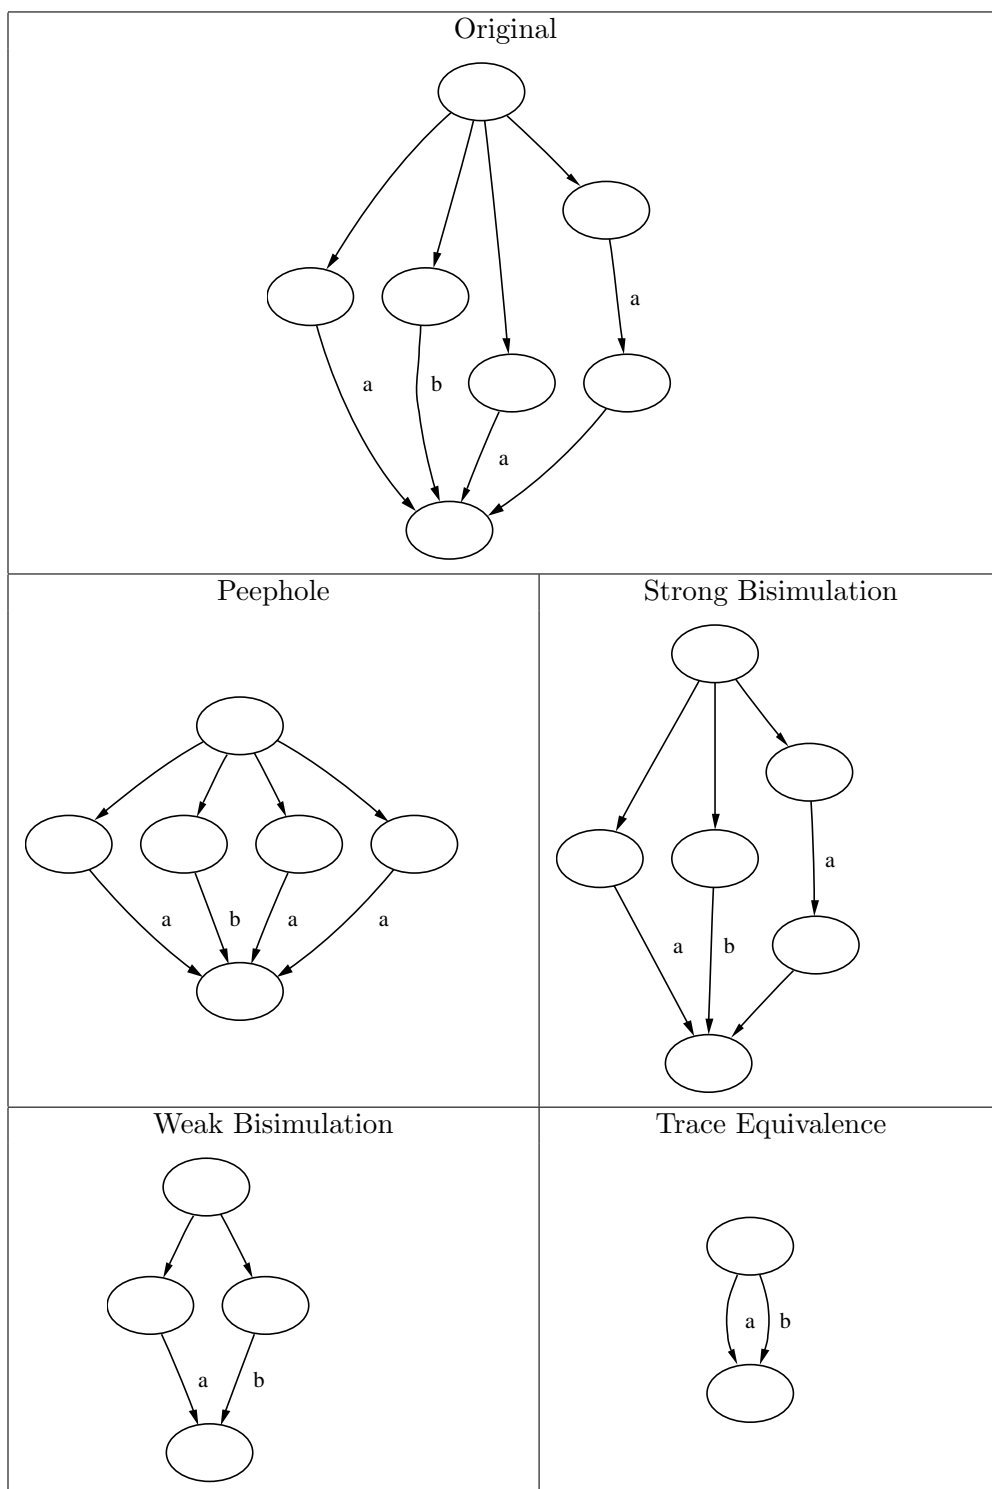 Original
a
a
b
a
Peephole
Strong Bisimulation
a
a b a a
a b
Weak Bisimulation
Trace Equivalence
a b
a b